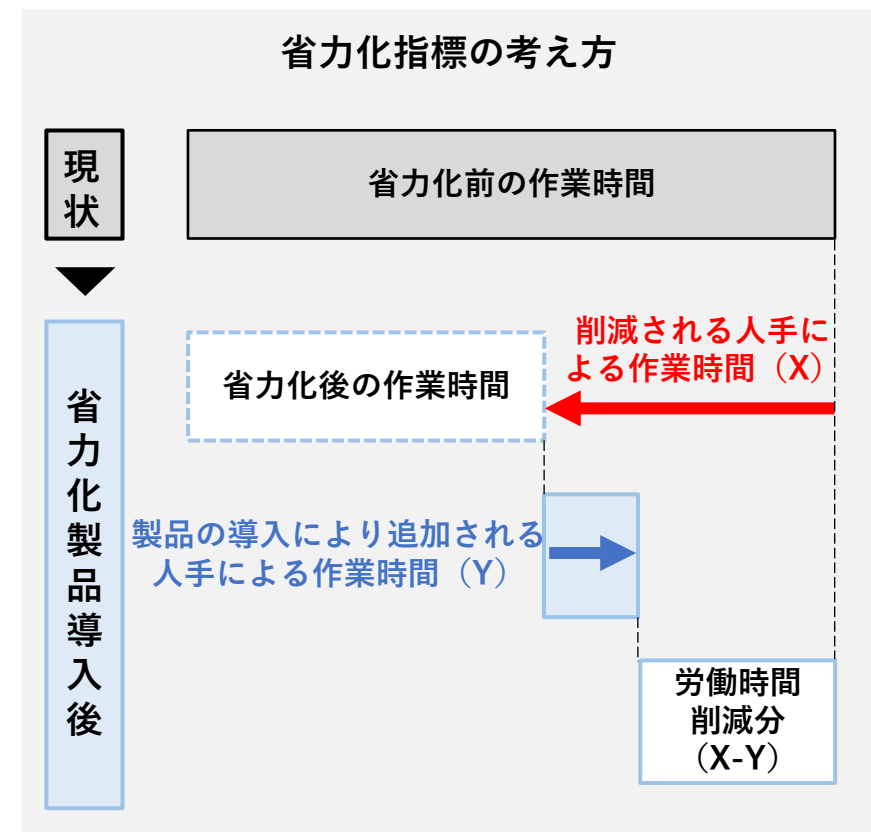 省力化指標の考え方
現状
省力化前の作業時間
省力化製品導入後
省力化後の作業時間
削減される人手に
よる作業時間（X）
製品の導入により追加される
人手による作業時間（Y）
労働時間
削減分
（X-Y）